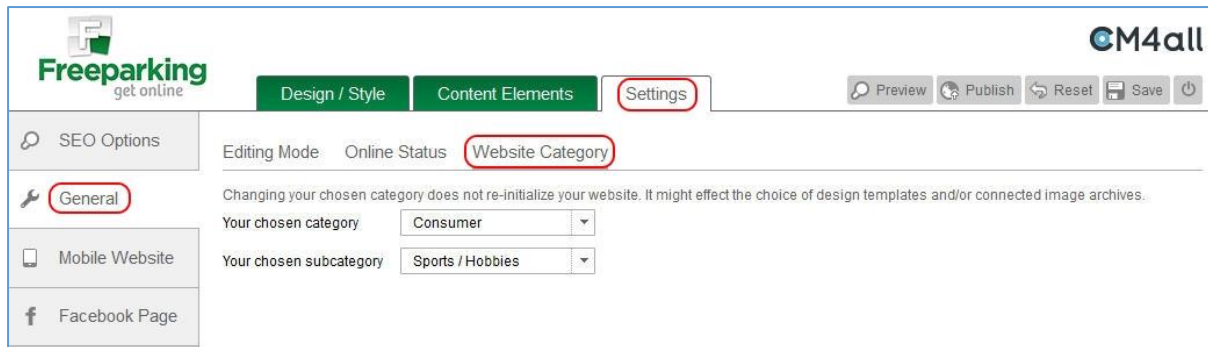 F
Freeparking
get online
CM4all
Design / Style
Content Elements
Settings
Preview
Publish
Reset
Save
SEO Options
General
Mobile Website
f Facebook Page
Editing Mode
Online Status
Website Category
Changing your chosen category does not re-initialize your website. It might effect the choice of design templates and/or connected image archives.
Your chosen category Consumer
Your chosen subcategory Sports / Hobbies